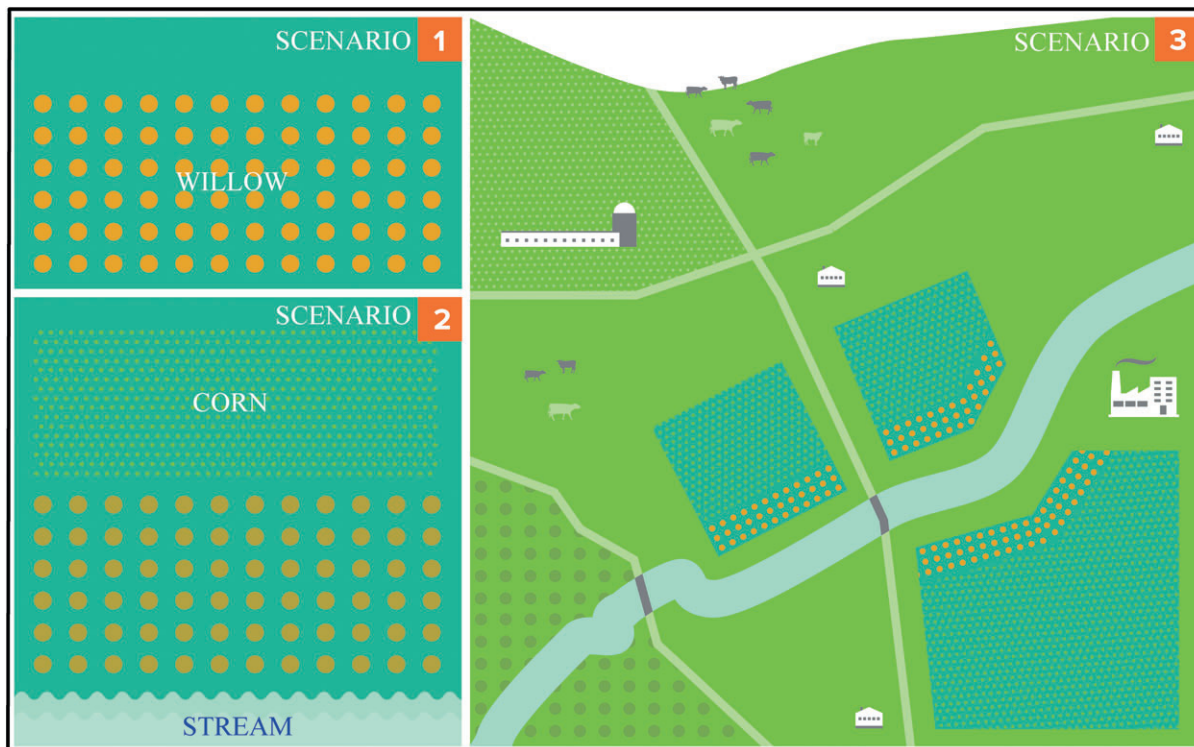 SCENARIO 1
WILLOW
SCENARIO 2
CORN
STREAM
SCENARIO 3